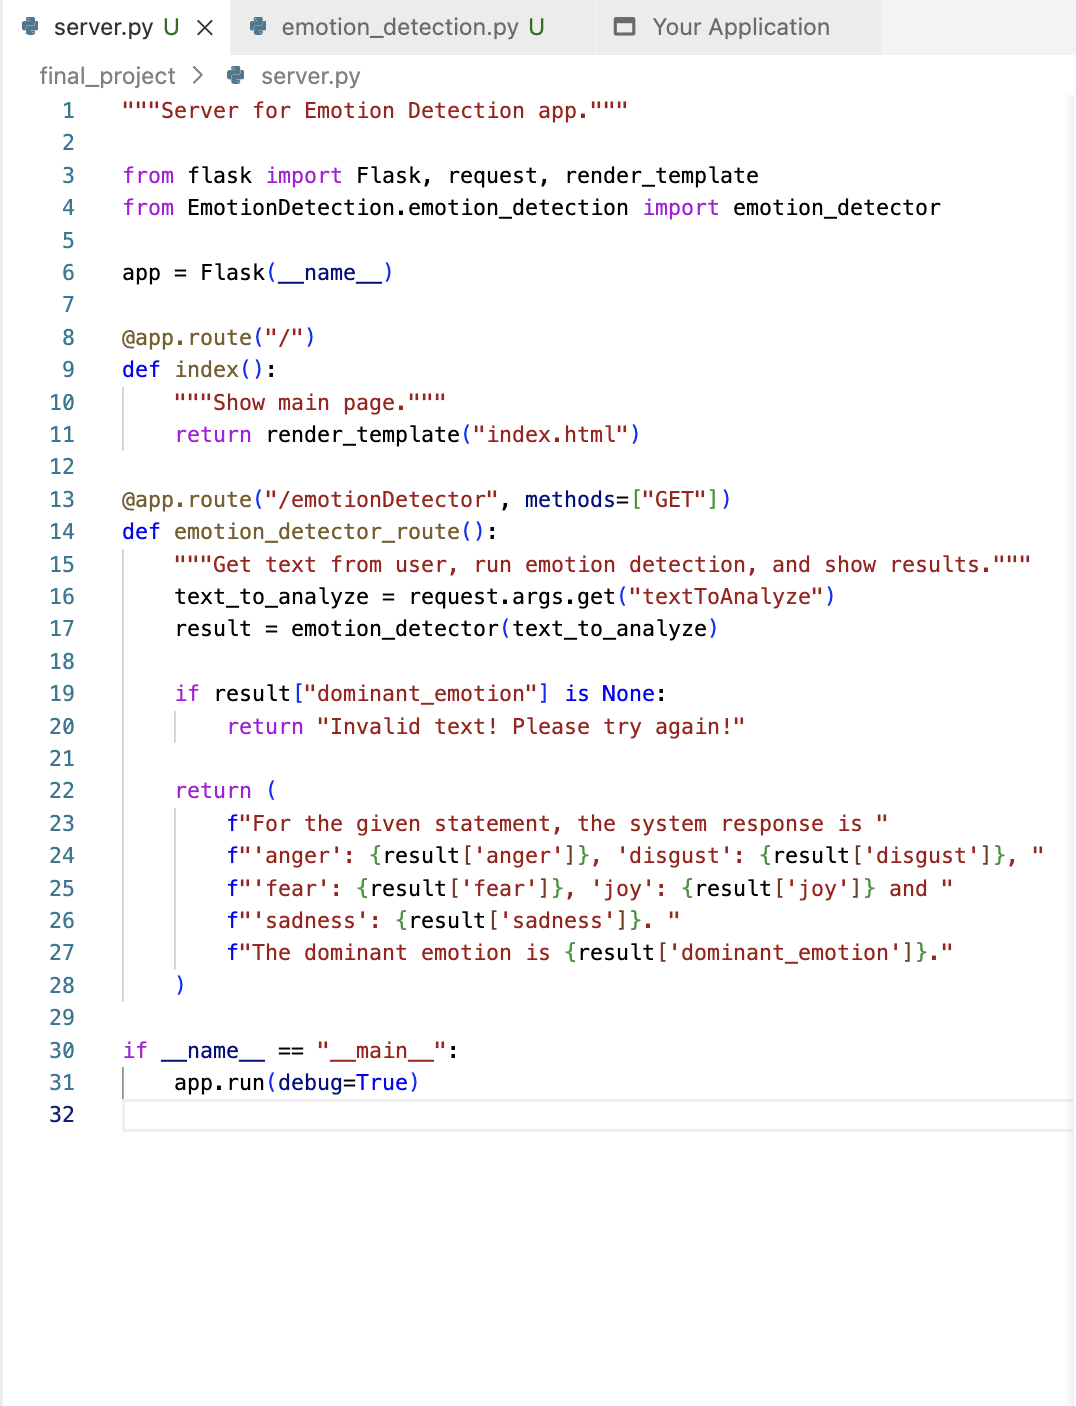 server.py U
emotion_detection.py U
Your Application
final_project > server.py
1 """Server for Emotion Detection app."""
2
3 from flask import Flask, request, render_template
4 from EmotionDetection.emotion_detection import emotion_detector
5
6 app = Flask(__name__)
7
8 @app.route("/")
9 def index():
10     """Show main page."""
11     return render_template("index.html")
12
13 @app.route("/emotionDetector", methods=["GET"])
14 def emotion_detector_route():
15     """Get text from user, run emotion detection, and show results."""
16     text_to_analyze = request.args.get("textToAnalyze")
17     result = emotion_detector(text_to_analyze)
18
19     if result["dominant_emotion"] is None:
20         return "Invalid text! Please try again!"
21
22     return (
23         f"For the given statement, the system response is "
24         f"'anger': {result['anger']}, 'disgust': {result['disgust']}, "
25         f"'fear': {result['fear']}, 'joy': {result['joy']} and "
26         f"'sadness': {result['sadness']}. "
27         f"The dominant emotion is {result['dominant_emotion']}."
28     )
29
30 if __name__ == "__main__":
31     app.run(debug=True)
32